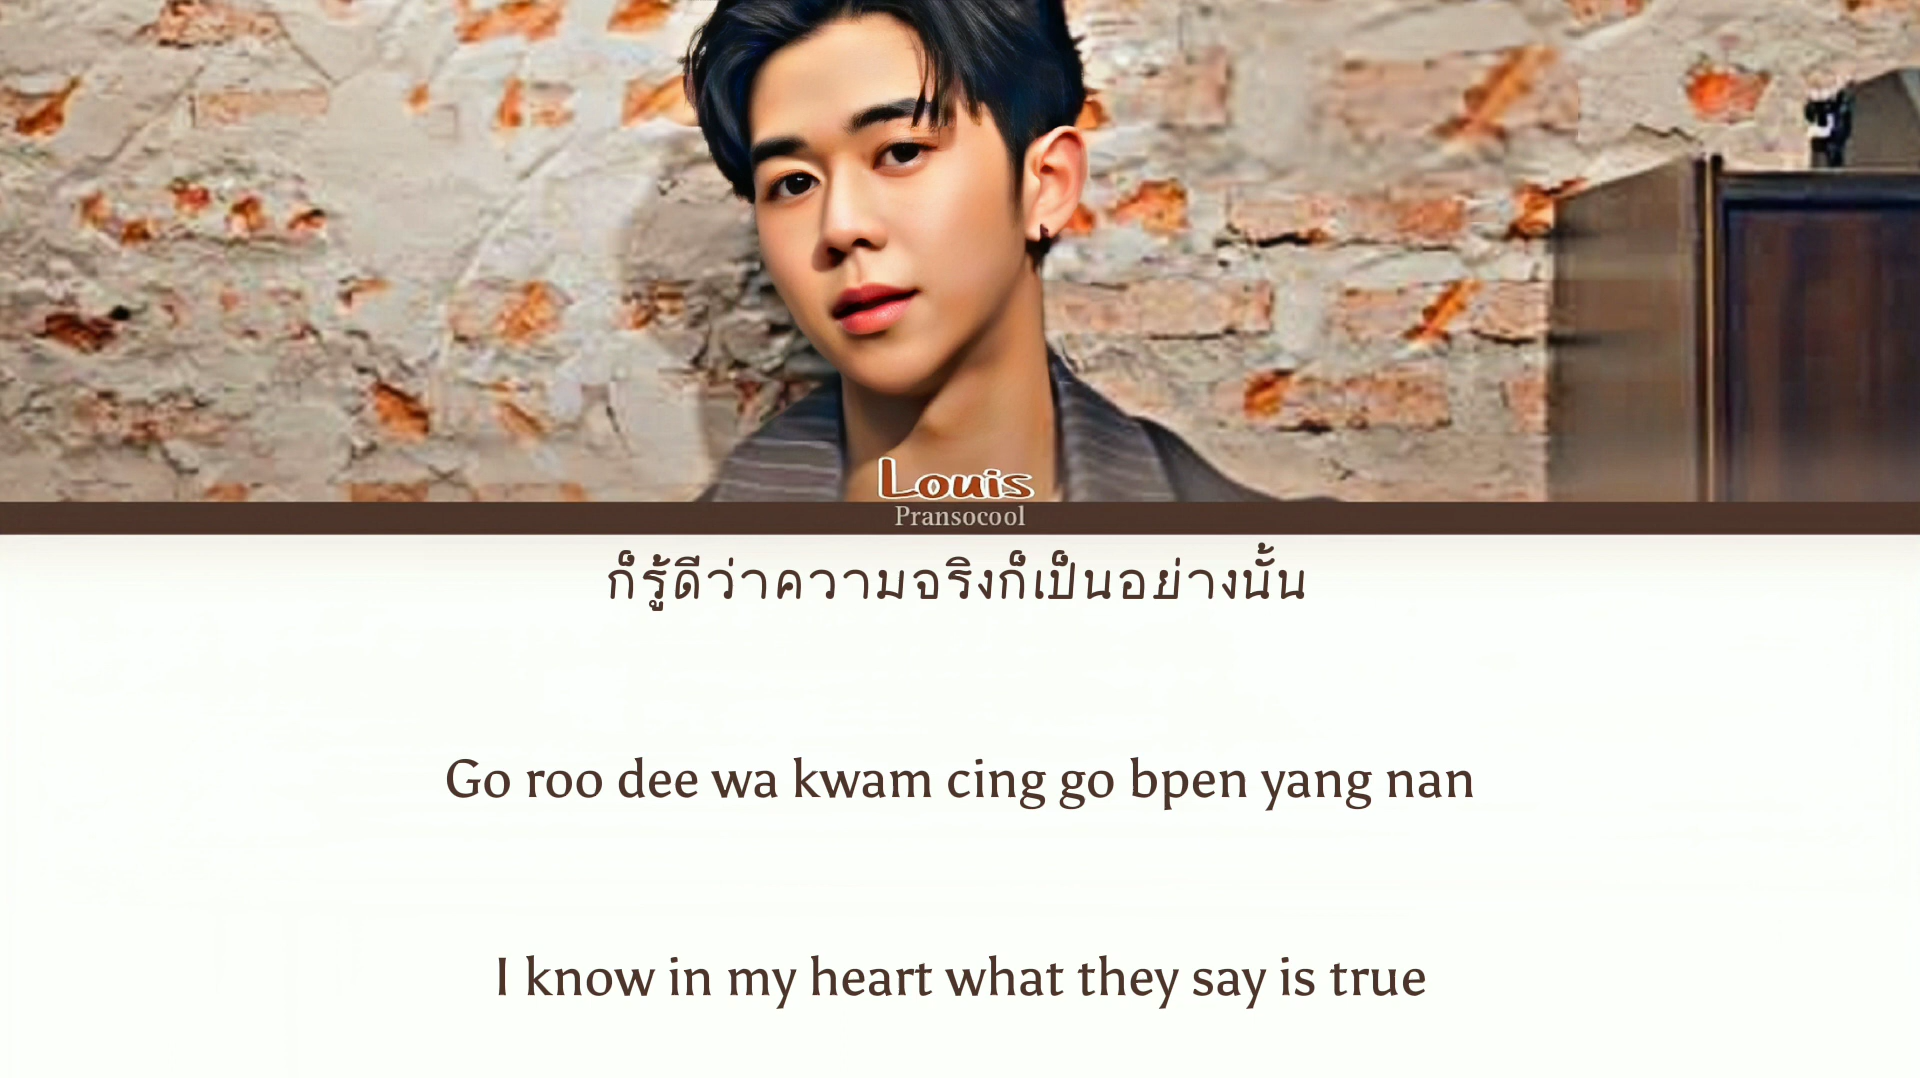 Louis
Pransocool
ก็รู้ดีว่าความจริงก็เป็นอย่างนั้น
Go roo dee wa kwam cing go bpen yang nan
I know in my heart what they say is true